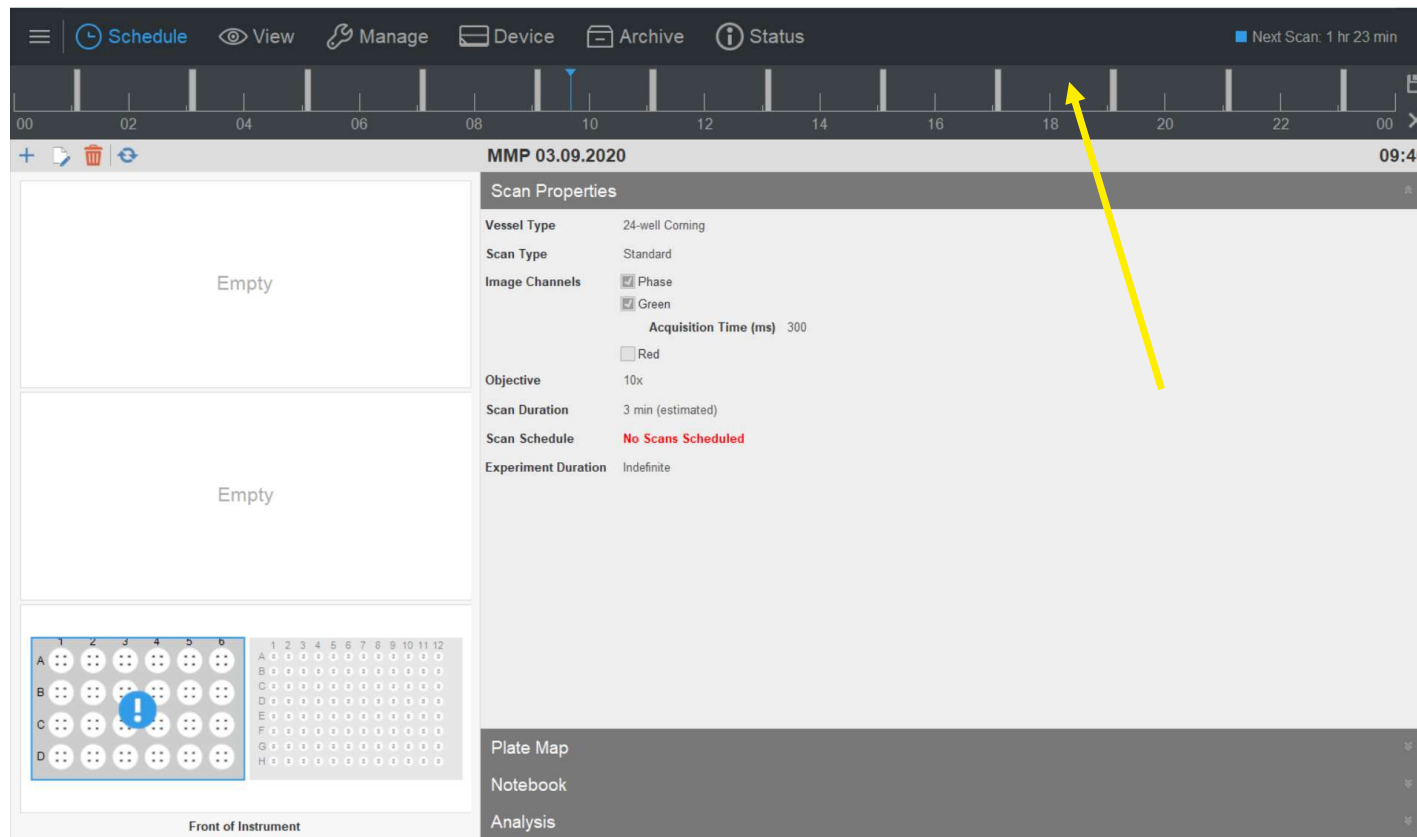 Schedule View Manage Device Archive Status Next Scan: 1 hr 23 min
00 02 04 06 08 10 12 14 16 18 20 22 00
MMP 03.09.2020 09:4
Scan Properties
Vessel Type 24-well Corning
Scan Type Standard
Image Channels Phase
Green
Acquisition Time (ms) 300
Red
Objective 10x
Scan Duration 3 min (estimated)
Scan Schedule No Scans Scheduled
Experiment Duration Indefinite
Empty
Empty
1 2 3 4 5 6
A
B
C
D
1 2 3 4 5 6 7 8 9 10 11 12
A
B
C
D
E
F
G
H
Front of Instrument
Plate Map
Notebook
Analysis